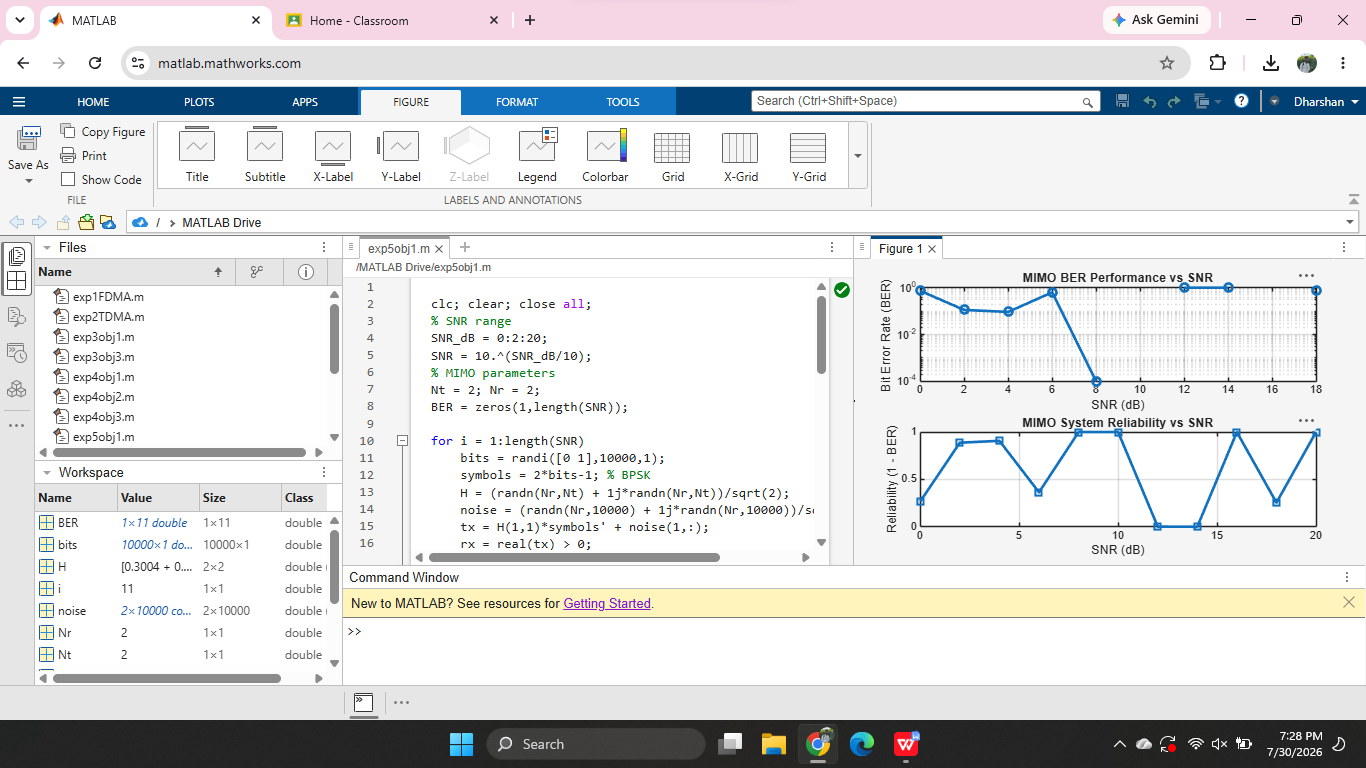 MATLAB
Home - Classroom
Ask Gemini
matlab.mathworks.com
HOME
PLOTS
APPS
FIGURE
FORMAT
TOOLS
Search (Ctrl+Shift+Space)
Dharshan
Save As
Copy Figure
Print
Show Code
FILE
Title
Subtitle
X-Label
Y-Label
Z-Label
Legend
Colorbar
Grid
X-Grid
Y-Grid
LABELS AND ANNOTATIONS
/
MATLAB Drive
Files
Name
exp1FDMA.m
exp2TDMA.m
exp3obj1.m
exp3obj3.m
exp4obj1.m
exp4obj2.m
exp4obj3.m
exp5obj1.m
Workspace
Name Value Size Class
BER 1×11 double 1×11 double
bits 10000×1 do... 10000×1 double
H [0.3004 + 0.... 2×2 double (
i 11 1×1 double
noise 2×10000 co... 2×10000 double (
Nr 2 1×1 double
Nt 2 1×1 double
exp5obj1.m
/MATLAB Drive/exp5obj1.m
1
2 clc; clear; close all;
3 % SNR range
4 SNR_dB = 0:2:20;
5 SNR = 10.^(SNR_dB/10);
6 % MIMO parameters
7 Nt = 2; Nr = 2;
8 BER = zeros(1,length(SNR));
9
10 for i = 1:length(SNR)
11 bits = randi([0 1],10000,1);
12 symbols = 2*bits-1; % BPSK
13 H = (randn(Nr,Nt) + 1j*randn(Nr,Nt))/sqrt(2);
14 noise = (randn(Nr,10000) + 1j*randn(Nr,10000))/s
15 tx = H(1,1)*symbols' + noise(1,:);
16 rx = real(tx) > 0;
Figure 1
MIMO BER Performance vs SNR
Bit Error Rate (BER)
10⁰
10⁻²
10⁻⁴
0 2 4 6 8 10 12 14 16 18
SNR (dB)
MIMO System Reliability vs SNR
Reliability (1 - BER)
1
0.5
0
0 5 10 15 20
SNR (dB)
Command Window
New to MATLAB? See resources for Getting Started.
>>
Search
7:28 PM
7/30/2026